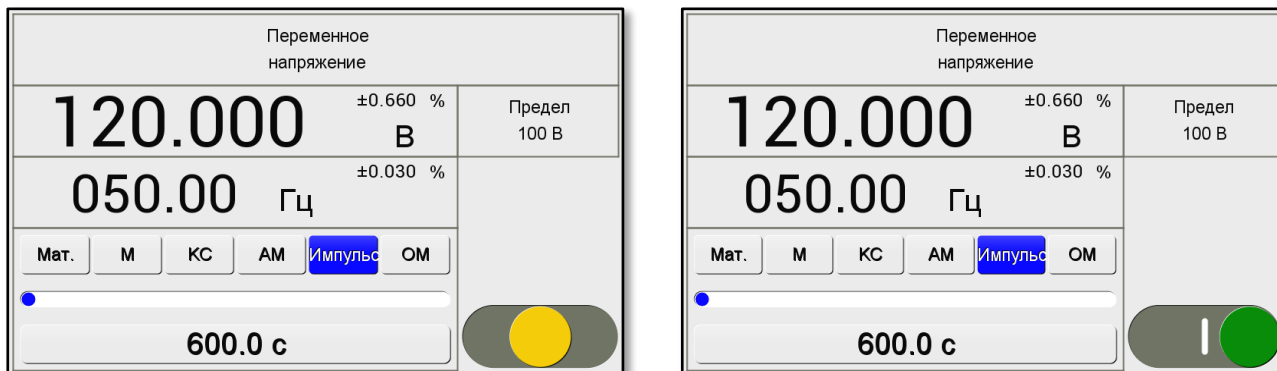 Переменное
напряжение
120.000
±0.660 %
В
Предел
100 В
050.00 Гц
±0.030 %
Мат. М КС АМ Импульс ОМ
600.0 с
Переменное
напряжение
120.000
±0.660 %
В
Предел
100 В
050.00 Гц
±0.030 %
Мат. М КС АМ Импульс ОМ
600.0 с